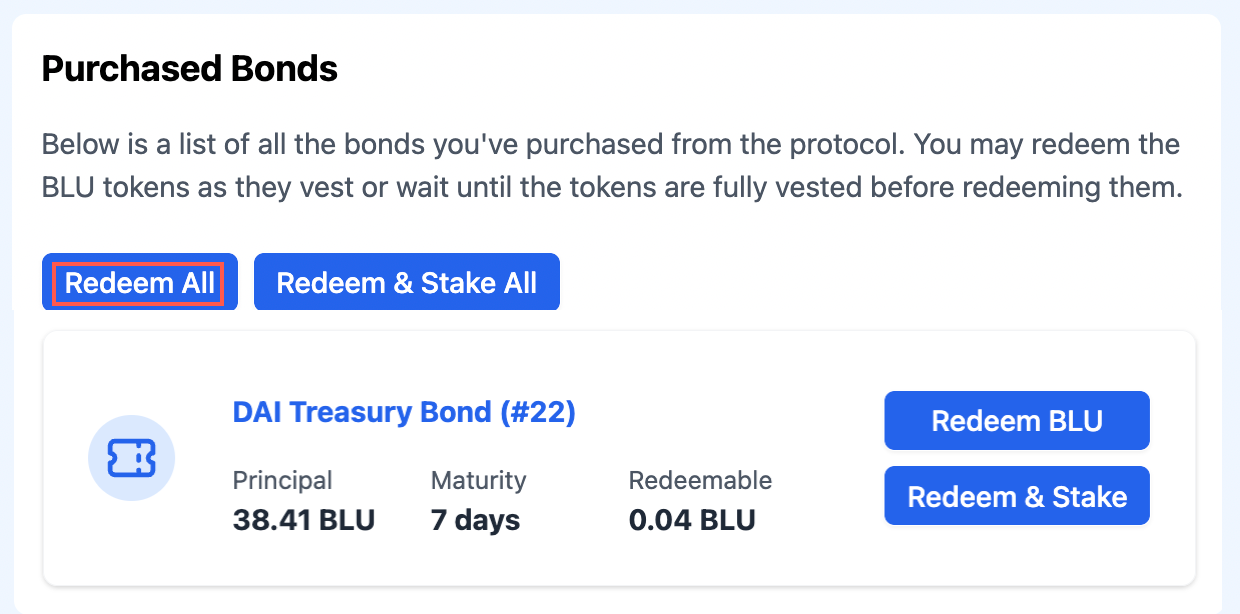 Purchased Bonds
Below is a list of all the bonds you've purchased from the protocol. You may redeem the
BLU tokens as they vest or wait until the tokens are fully vested before redeeming them.
Redeem All
Redeem & Stake All
DAI Treasury Bond (#22)
Principal
38.41 BLU
Maturity
7 days
Redeemable
0.04 BLU
Redeem BLU
Redeem & Stake